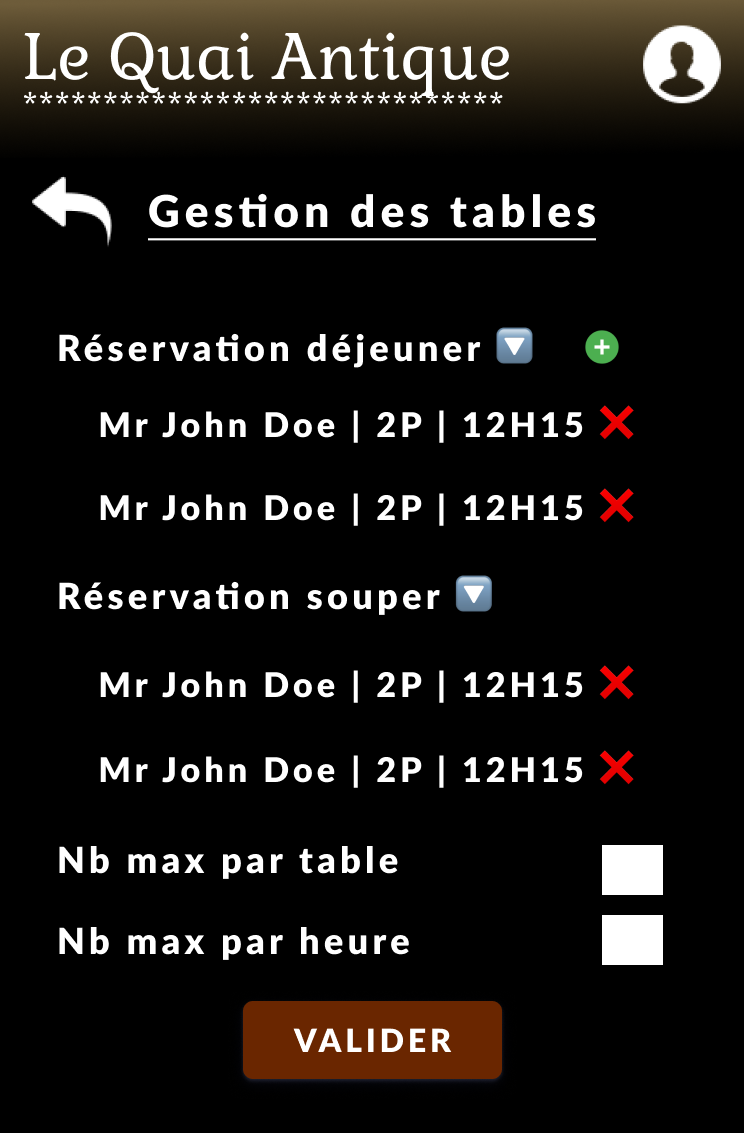 Le Quai Antique
******************************
Gestion des tables
Réservation déjeuner
Mr John Doe | 2P | 12H15
Mr John Doe | 2P | 12H15
Réservation souper
Mr John Doe | 2P | 12H15
Mr John Doe | 2P | 12H15
Nb max par table
Nb max par heure
VALIDER